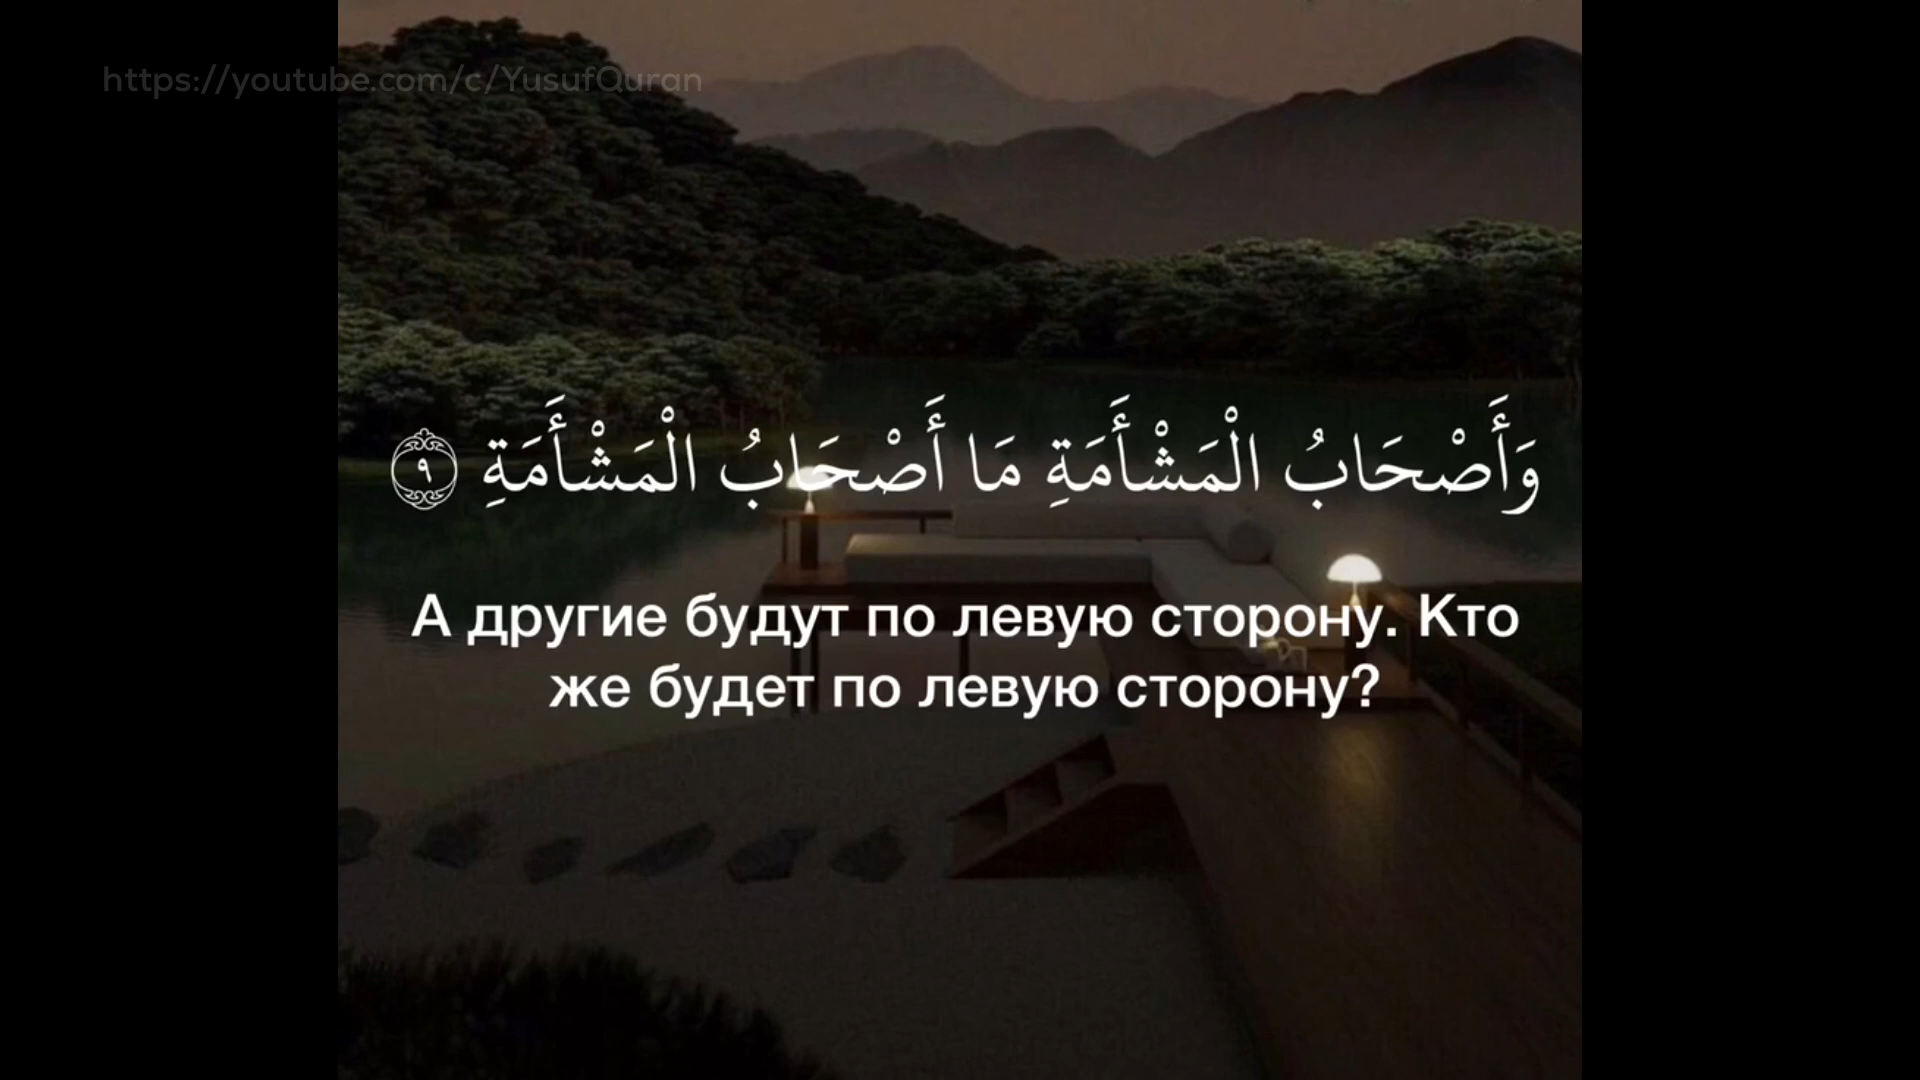 https://youtube.com/c/YusufQuran
وَأَصْحَابُ الْمَشْأَمَةِ مَا أَصْحَابُ الْمَشْأَمَةِ ٩
А другие будут по левую сторону. Кто
же будет по левую сторону?